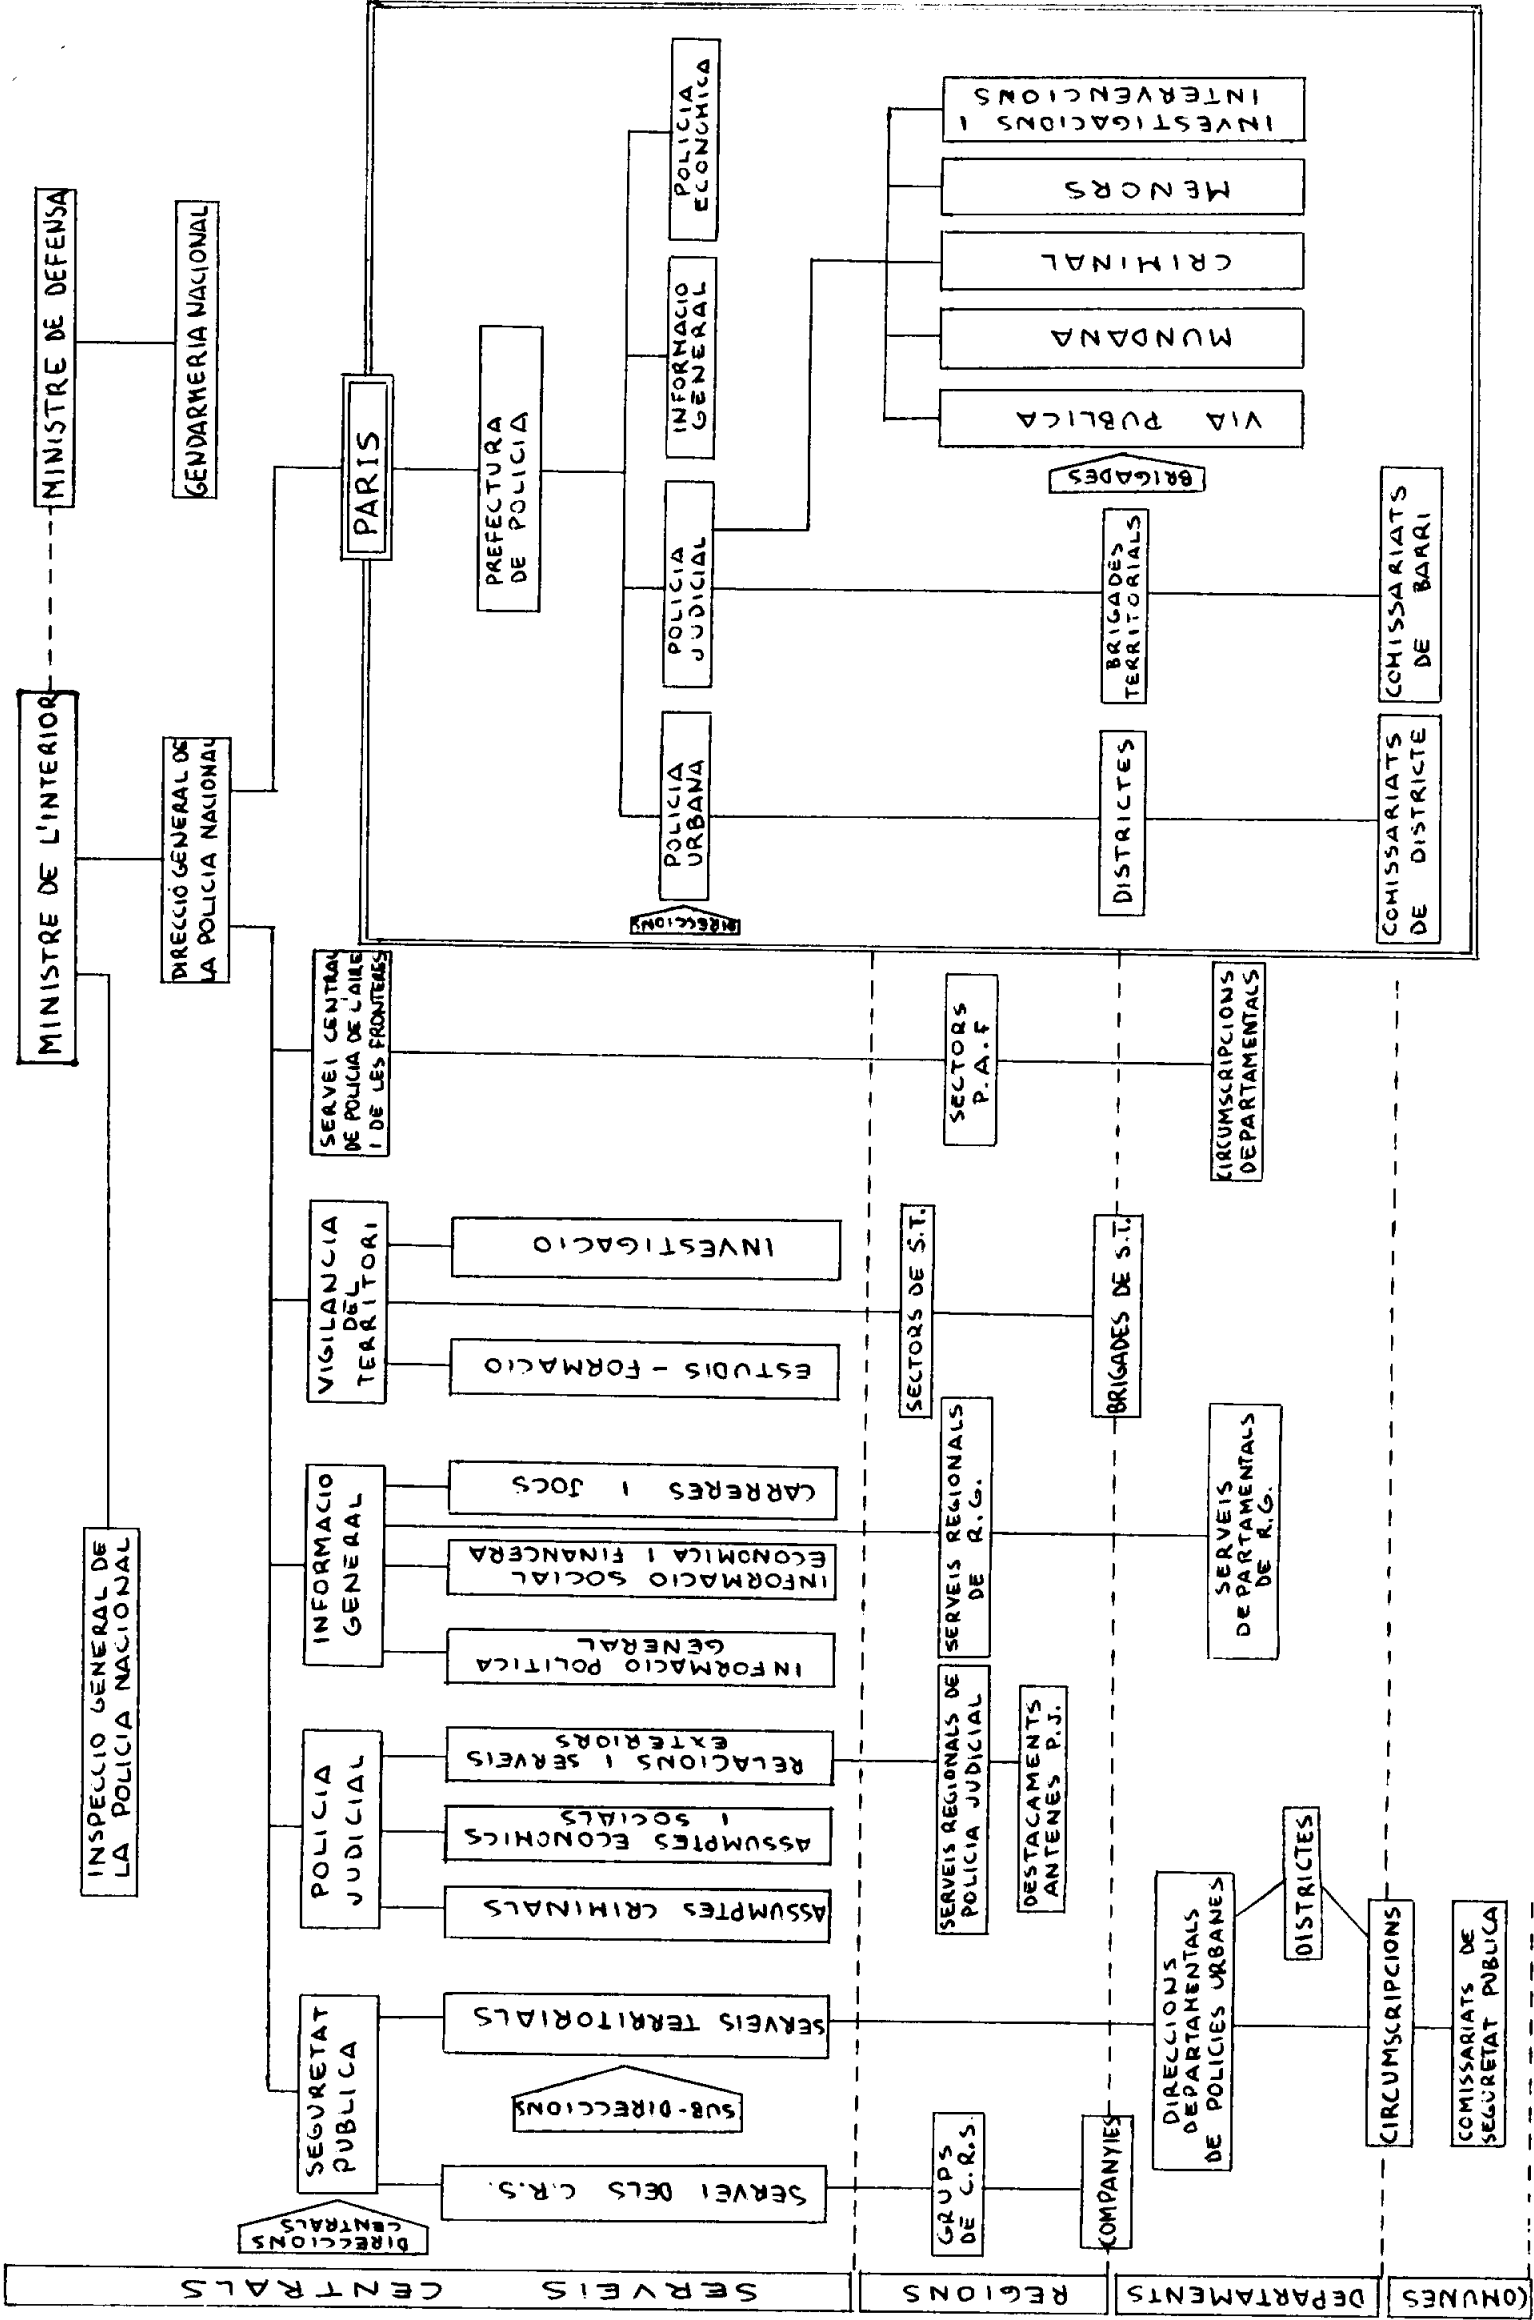 MINISTRE DE L'INTERIOR
MINISTRE DE DEFENSA
GENDARMERIA NACIONAL
INSPECCIO GENERAL DE
LA POLICIA NACIONAL
DIRECCIÓ GENERAL DE
LA POLICIA NACIONAL
SERVEIS CENTRALS
DIRECCIONS
CENTRALS
SEGURETAT
PUBLICA
POLICIA
JUDICIAL
INFORMACIO
GENERAL
VIGILANCIA
DEL
TERRITORI
SERVEI CENTRAL
DE POLICIA DE L'AIRE
I DE LES FRONTERES
SUB-DIRECCIONS
SERVEI DELS C.R.S.
SERVEIS TERRITORIALS
ASSUMPTES CRIMINALS
ASSUMPTES ECONOMICS
I SOCIALS
RELACIONS I SERVEIS
EXTERIORS
INFORMACIO POLITICA
GENERAL
INFORMACIO SOCIAL
ECONOMICA I FINANCERA
CARRERES I JOCS
ESTUDIS - FORMACIO
INVESTIGACIO
REGIONS
GRUPS
DE C.R.S.
SERVEIS REGIONALS DE
POLICIA JUDICIAL
DESTACAMENTS
ANTENES P.J.
SERVEIS REGIONALS
DE R.G.
SECTORS DE S.T.
SECTORS
P.A.F
COMPANYIES
BRIGADES DE S.T.
DEPARTAMENTS
DIRECCIONS
DEPARTAMENTALS
DE POLICIES URBANES
DISTRICTES
SERVEIS
DEPARTAMENTALS
DE R.G.
CIRCUMSCRIPCIONS
DEPARTAMENTALS
CIRCUMSCRIPCIONS
COMUNES
COMISSARIATS DE
SEGURETAT PUBLICA
PARIS
PREFECTURA
DE POLICIA
DIRECCIONS
POLICIA
URBANA
POLICIA
JUDICIAL
INFORMACIO
GENERAL
POLICIA
ECONOMICA
BRIGADES
VIA PUBLICA
MUNDANA
CRIMINAL
MENORS
INVESTIGACIONS I
INTERVENCIONS
DISTRICTES
BRIGADES
TERRITORIALS
COMISSARIATS
DE DISTRICTE
COMISSARIATS
DE BARRI